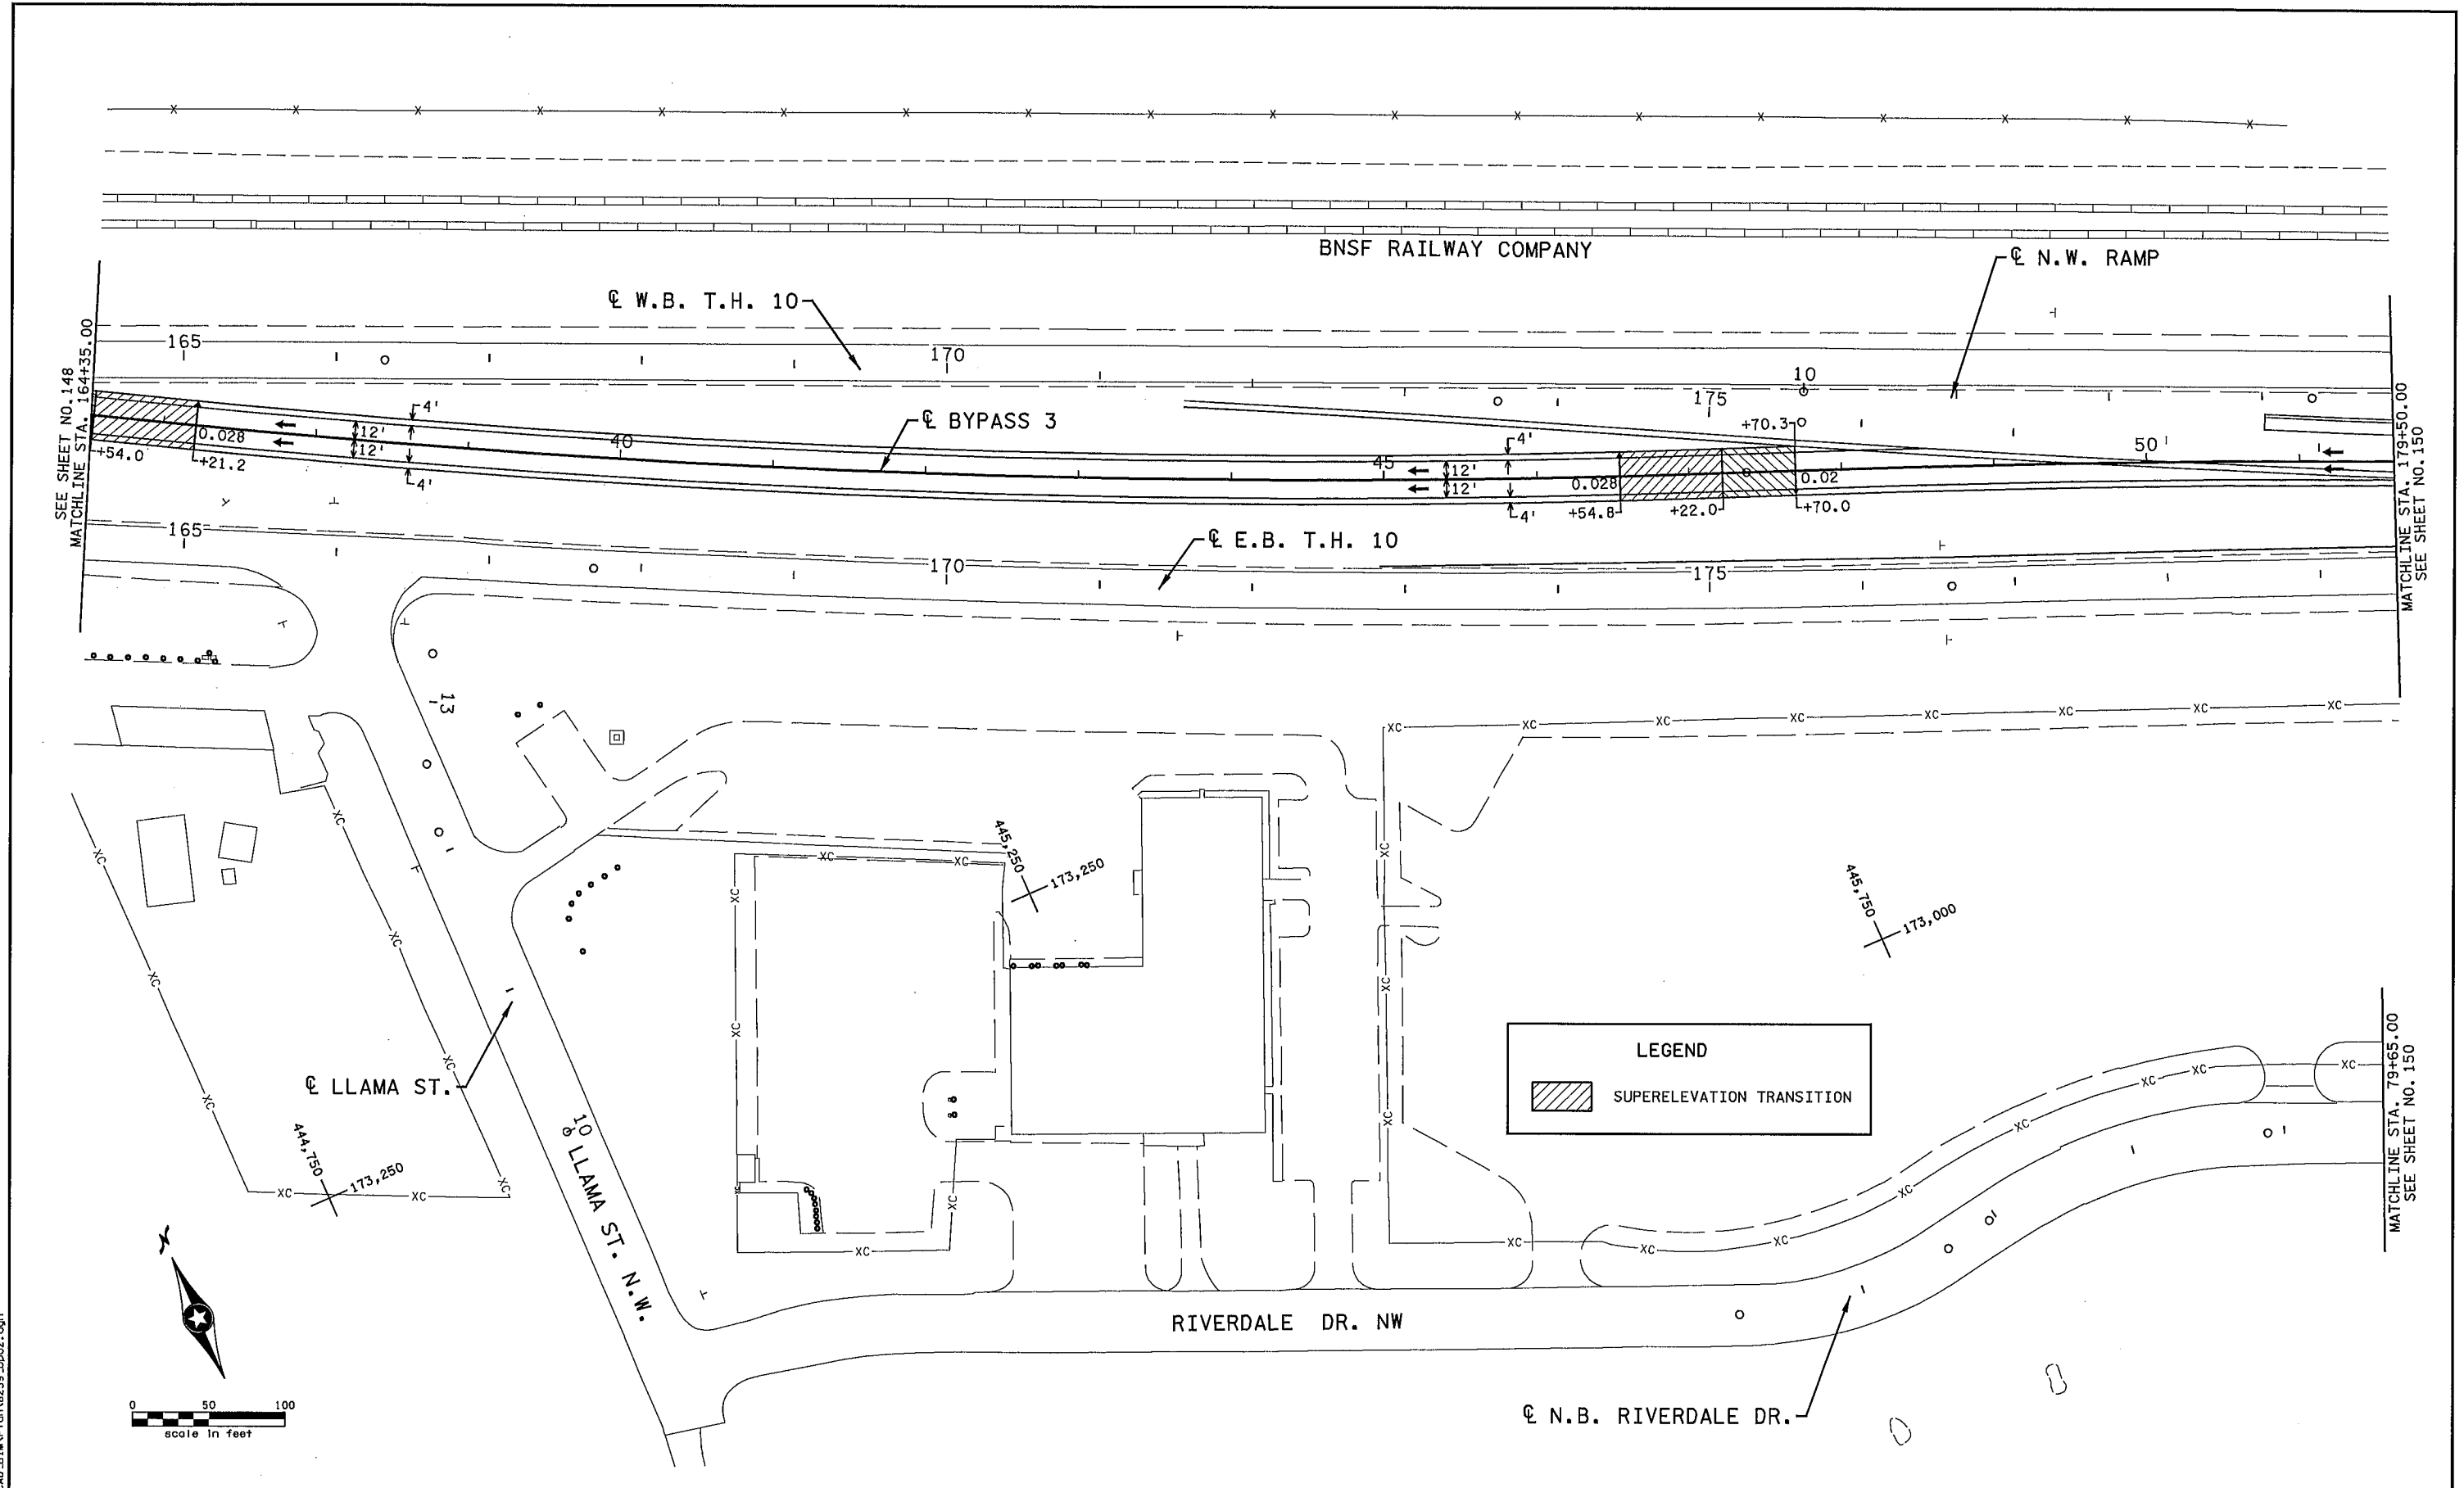 BNSF RAILWAY COMPANY
℄ N.W. RAMP
℄ W.B. T.H. 10
SEE SHEET NO. 148
MATCHLINE STA. 164+35.00
165
170
10
175
+70.3
4'
℄ BYPASS 3
0.028
12'
12'
40
4'
45
12'
12'
0.028
0.02
50
+54.0
+21.2
4'
4'
+54.8
+22.0
+70.0
MATCHLINE STA. 179+50.00
SEE SHEET NO. 150
165
℄ E.B. T.H. 10
170
175
13
445,250
173,250
445,750
173,000
LEGEND
SUPERELEVATION TRANSITION
℄ LLAMA ST.
10
LLAMA ST. N.W.
444,750
173,250
MATCHLINE STA. 79+65.00
SEE SHEET NO. 150
RIVERDALE DR. NW
℄ N.B. RIVERDALE DR.
0 50 100
scale in feet